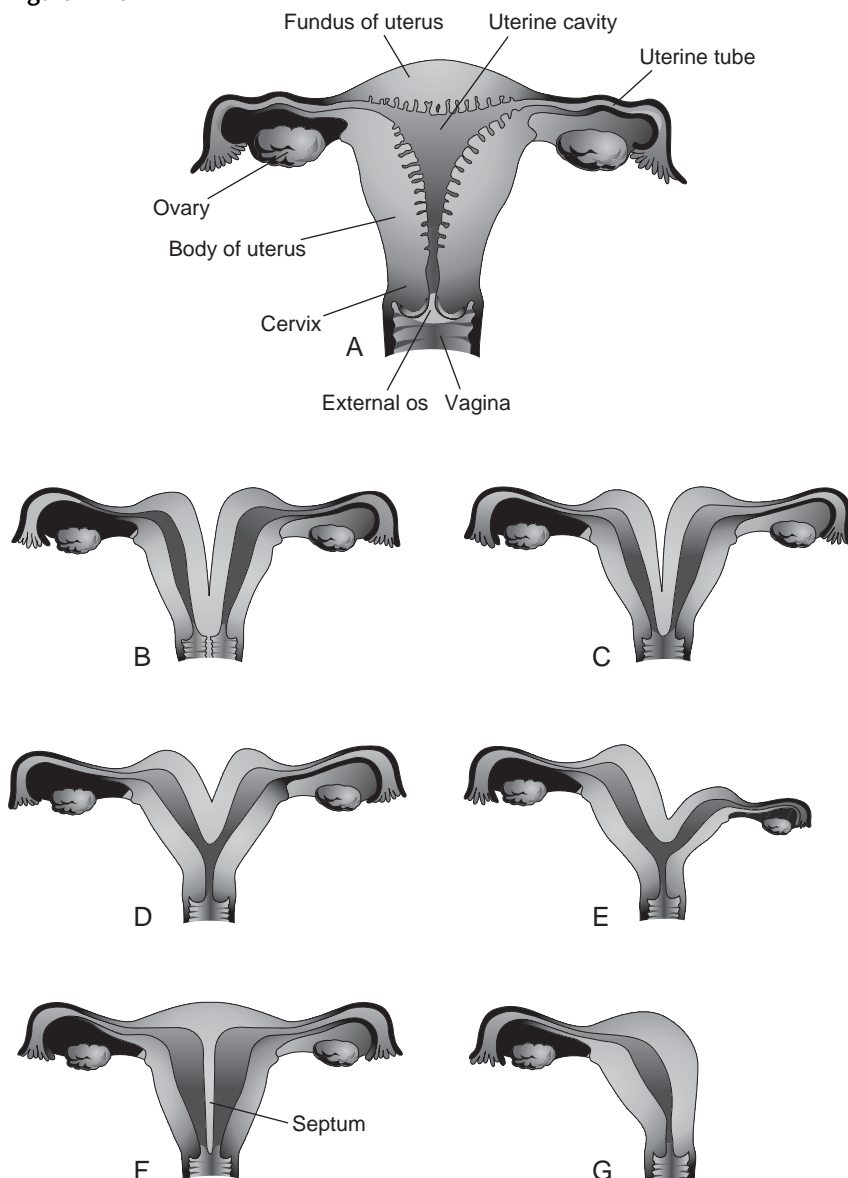 Fundus of uterus
Uterine cavity
Uterine tube
Ovary
Body of uterus
Cervix
A
External os
Vagina
B
C
D
E
Septum
F
G